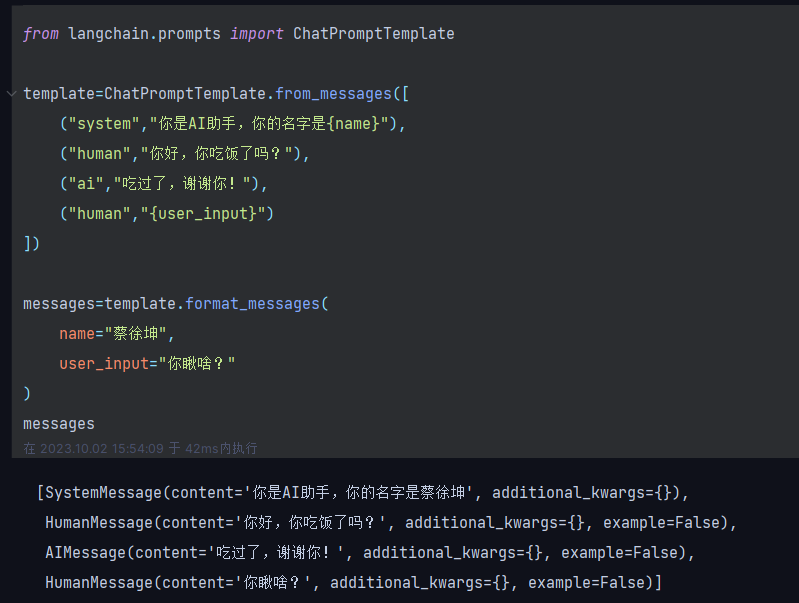 from langchain.prompts import ChatPromptTemplate
template=ChatPromptTemplate.from_messages([
("system","你是AI助手，你的名字是{name}"),
("human","你好，你吃饭了吗？"),
("ai","吃过了，谢谢你！"),
("human","{user_input}")
])
messages=template.format_messages(
name="蔡徐坤",
user_input="你瞅啥？"
)
messages
在 2023.10.02 15:54:09 于 42ms内执行
[SystemMessage(content='你是AI助手，你的名字是蔡徐坤', additional_kwargs={}),
HumanMessage(content='你好，你吃饭了吗？', additional_kwargs={}, example=False),
AIMessage(content='吃过了，谢谢你！', additional_kwargs={}, example=False),
HumanMessage(content='你瞅啥？', additional_kwargs={}, example=False)]